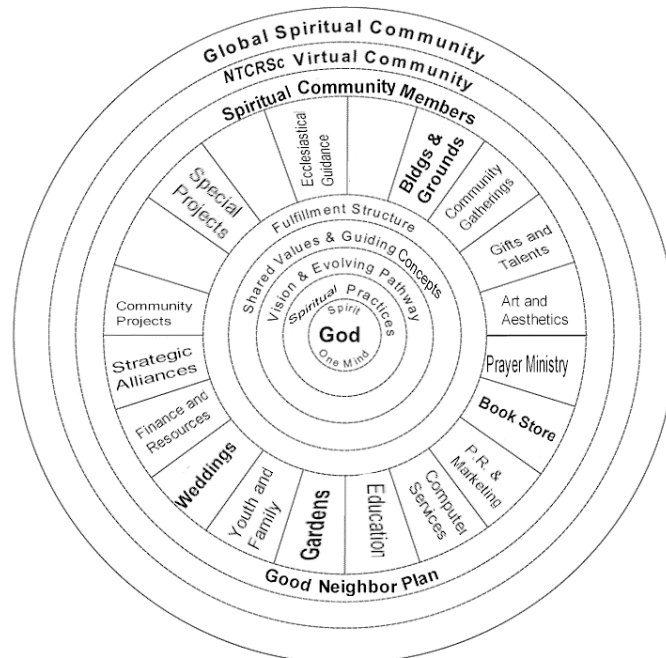 Global Spiritual Community
NTCRSc Virtual Community
Spiritual Community Members
Ecclesiastical
Guidance
Bldgs &
Grounds
Community
Gatherings
Gifts and
Talents
Art and
Aesthetics
Prayer Ministry
Book Store
P.R. &
Marketing
Computer
Services
Education
Gardens
Youth and
Family
Weddings
Finance and
Resources
Strategic
Alliances
Community
Projects
Special
Projects
Fulfillment Structure
Shared Values & Guiding Concepts
Vision & Evolving Pathway
Spiritual Practices
Spirit
God
One Mind
Good Neighbor Plan